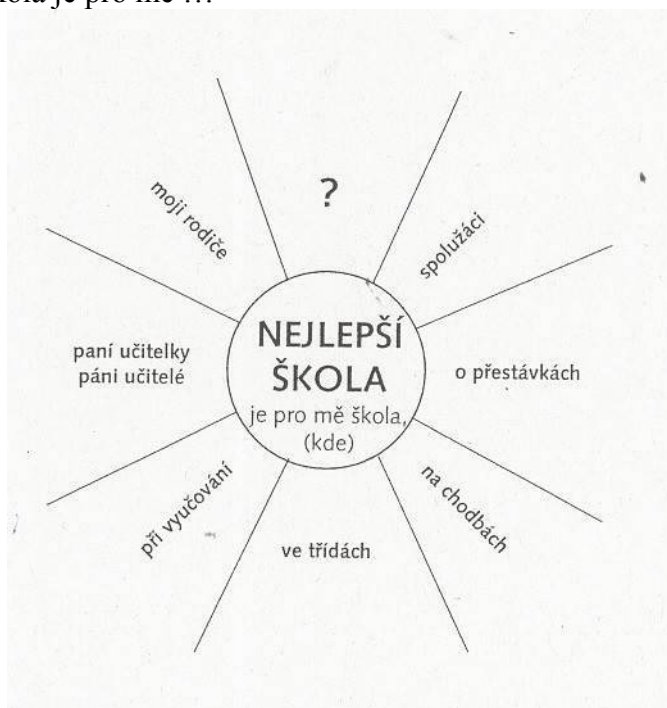 je pro mě …
?
moji rodiče
spolužáci
NEJLEPŠÍ
ŠKOLA
je pro mě škola,
(kde)
paní učitelky
páni učitelé
o přestávkách
při vyučování
na chodbách
ve třídách